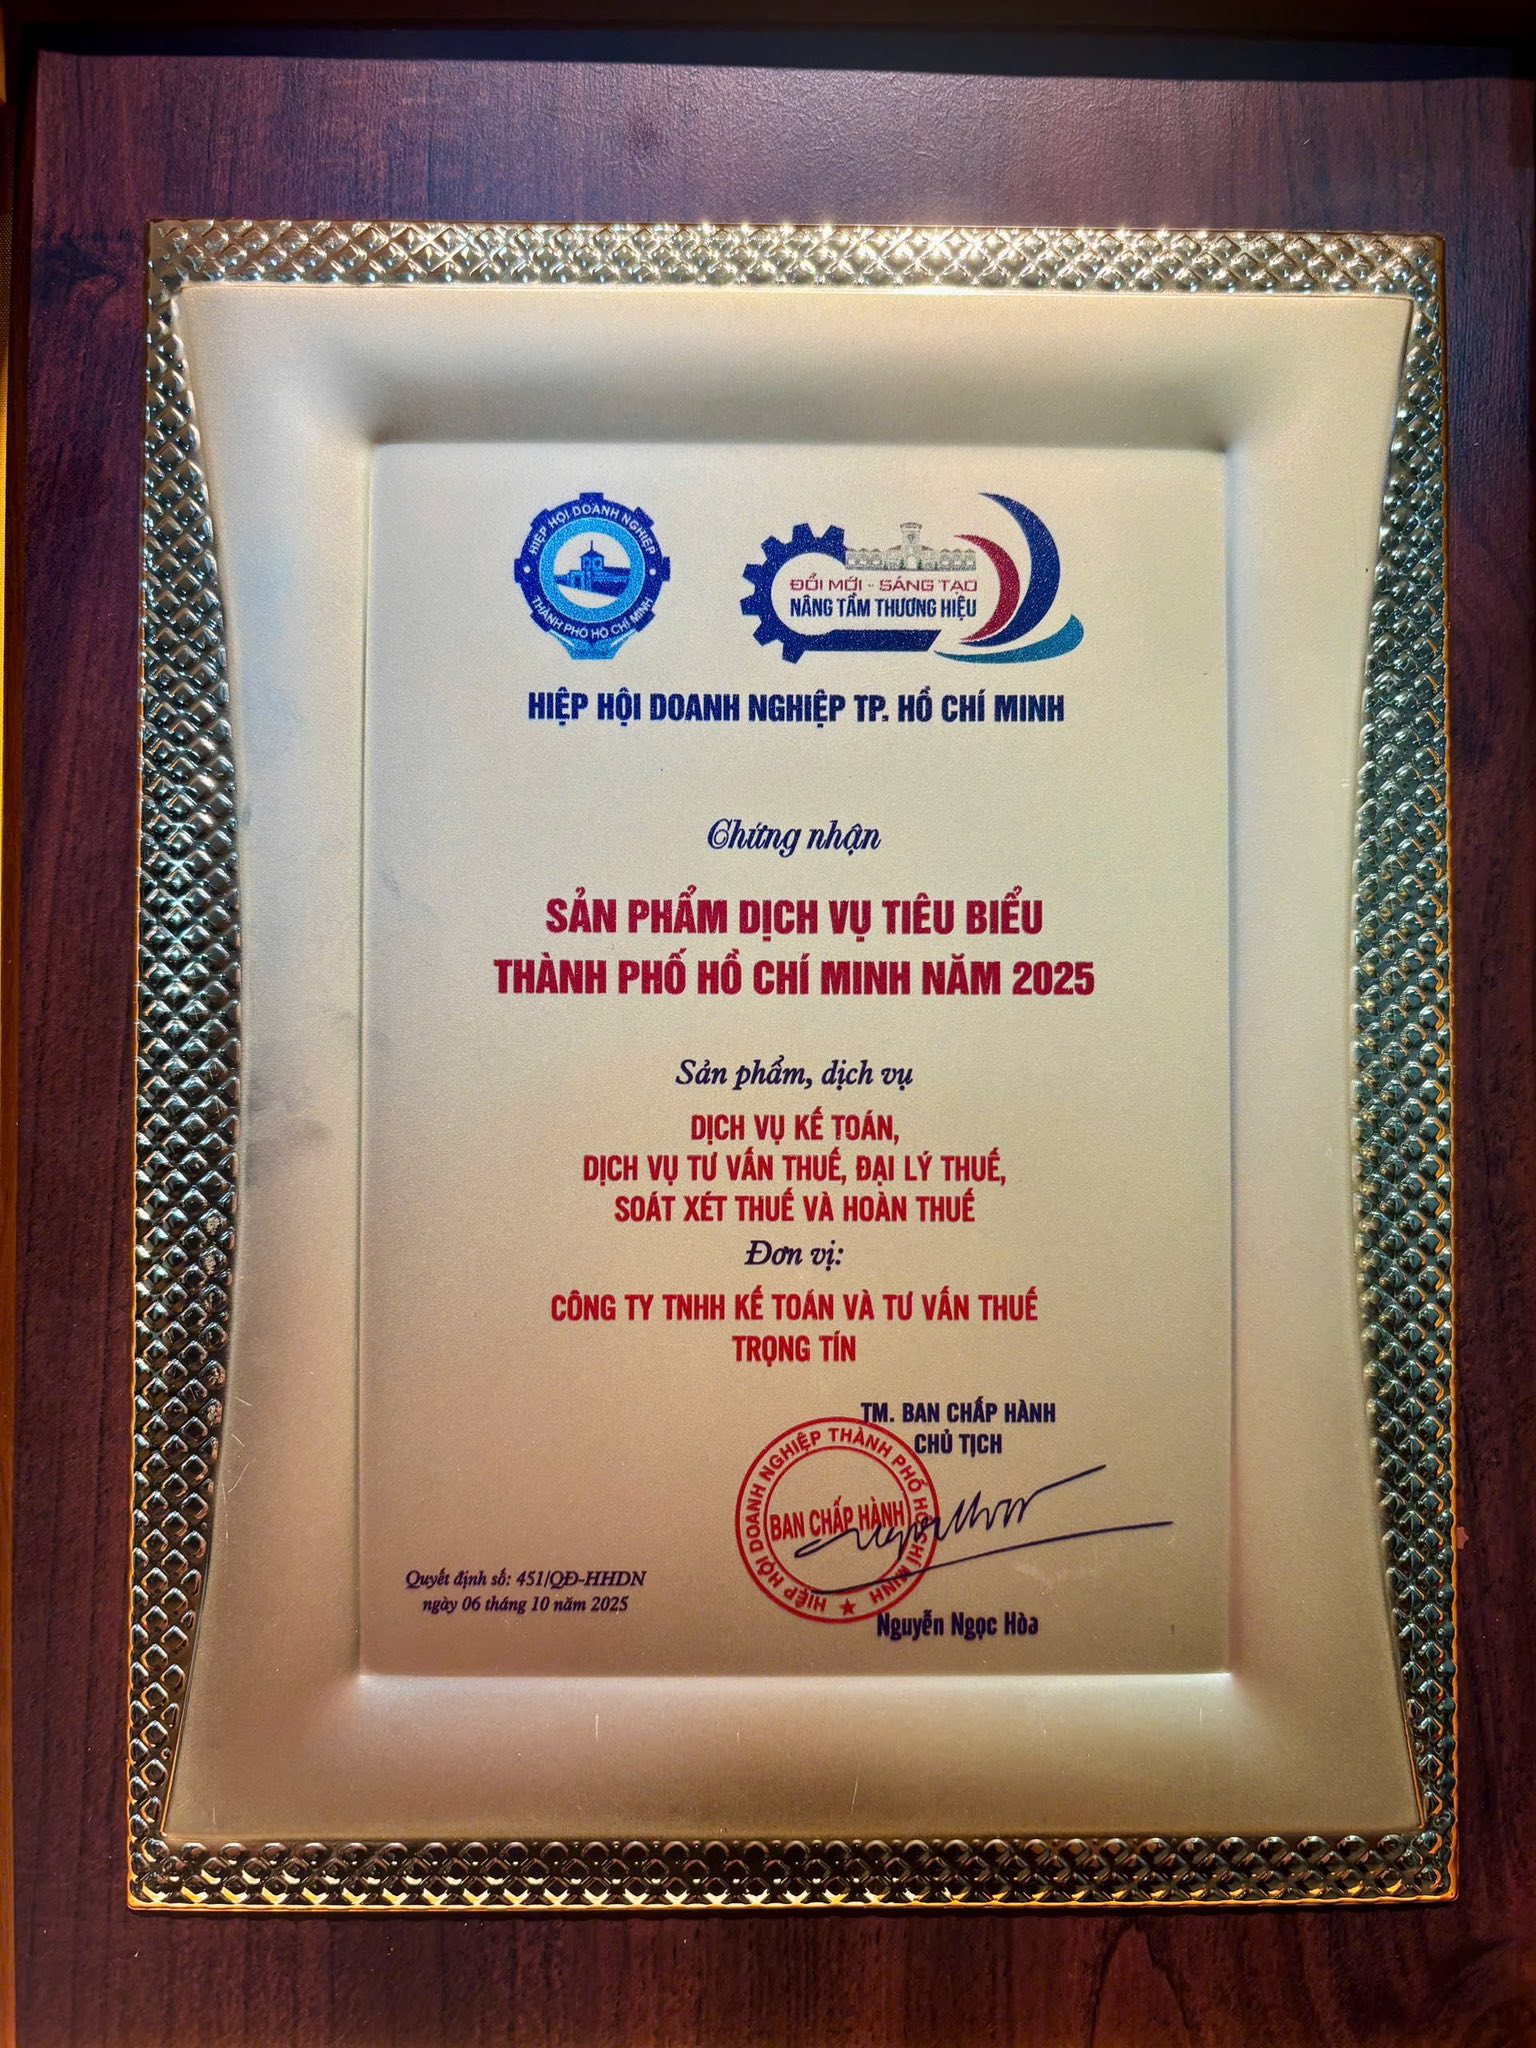 HIỆP HỘI DOANH NGHIỆP
THÀNH PHỐ HỒ CHÍ MINH
ĐỔI MỚI - SÁNG TẠO
NÂNG TẦM THƯƠNG HIỆU
HIỆP HỘI DOANH NGHIỆP TP. HỒ CHÍ MINH
Chứng nhận
SẢN PHẨM DỊCH VỤ TIÊU BIỂU
THÀNH PHỐ HỒ CHÍ MINH NĂM 2025
Sản phẩm, dịch vụ
DỊCH VỤ KẾ TOÁN,
DỊCH VỤ TƯ VẤN THUẾ, ĐẠI LÝ THUẾ,
SOÁT XÉT THUẾ VÀ HOÀN THUẾ
Đơn vị:
CÔNG TY TNHH KẾ TOÁN VÀ TƯ VẤN THUẾ
TRỌNG TÍN
TM. BAN CHẤP HÀNH
CHỦ TỊCH
HIỆP HỘI DOANH NGHIỆP THÀNH PHỐ HỒ CHÍ MINH
BAN CHẤP HÀNH
Quyết định số: 451/QĐ-HHDN
ngày 06 tháng 10 năm 2025
Nguyễn Ngọc Hòa